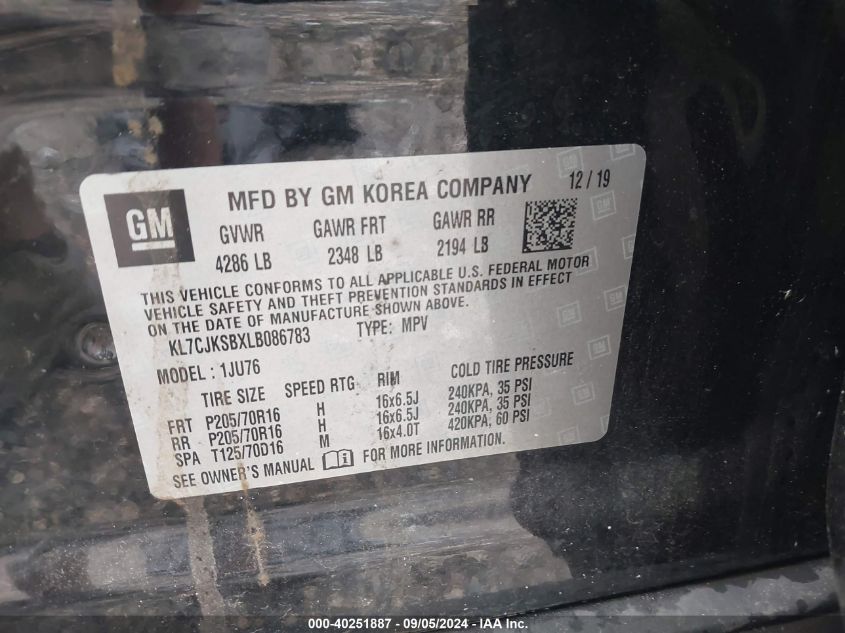 GM
MFD BY GM KOREA COMPANY 12 / 19
GVWR GAWR FRT GAWR RR
4286 LB 2348 LB 2194 LB
THIS VEHICLE CONFORMS TO ALL APPLICABLE U.S. FEDERAL MOTOR
VEHICLE SAFETY AND THEFT PREVENTION STANDARDS IN EFFECT
ON THE DATE OF MANUFACTURE SHOWN ABOVE.
KL7CJKSBXLB086783 TYPE: MPV
MODEL : 1JU76
TIRE SIZE SPEED RTG RIM COLD TIRE PRESSURE
FRT P205/70R16 H 16x6.5J 240KPA, 35 PSI
RR P205/70R16 H 16x6.5J 240KPA, 35 PSI
SPA T125/70D16 M 16x4.0T 420KPA, 60 PSI
SEE OWNER'S MANUAL i FOR MORE INFORMATION.
000-40251887 - 09/05/2024 - IAA Inc.